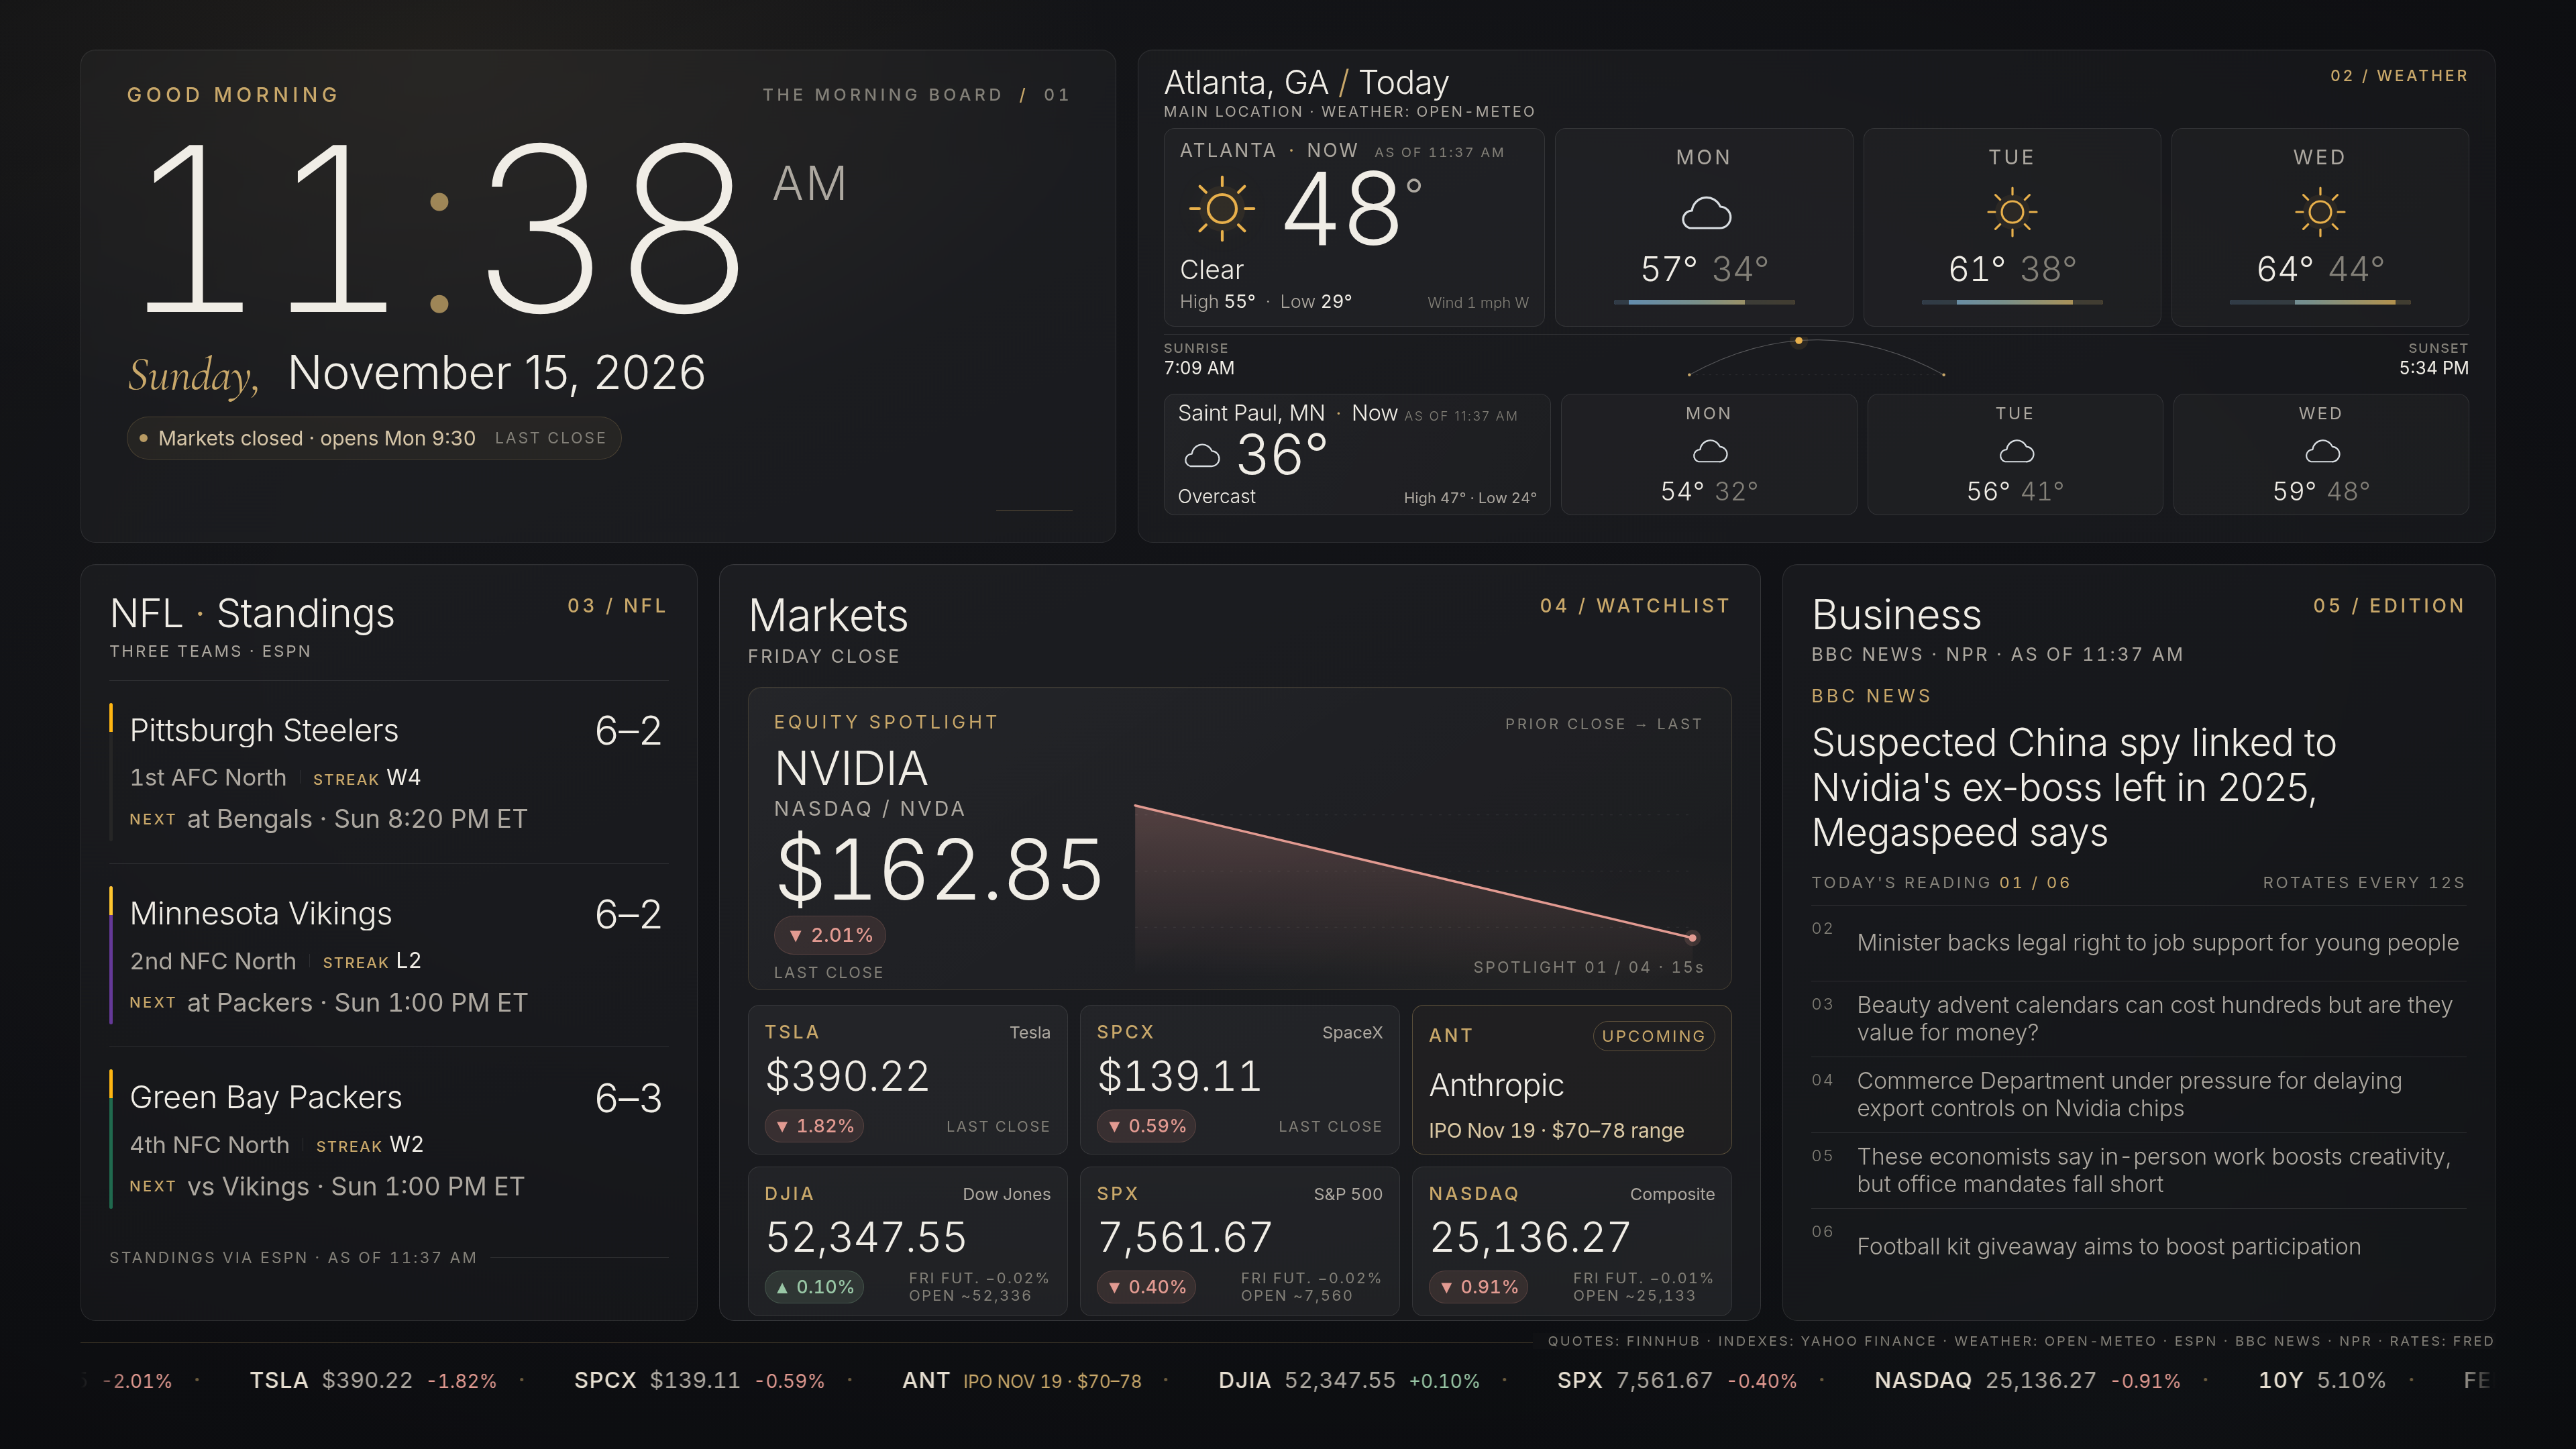 GOOD MORNING
THE MORNING BOARD / 01
11:38 AM
Sunday, November 15, 2026
Markets closed · opens Mon 9:30 LAST CLOSE
Atlanta, GA / Today
02 / WEATHER
MAIN LOCATION · WEATHER: OPEN-METEO
ATLANTA · NOW AS OF 11:37 AM
48°
Clear
High 55° · Low 29° Wind 1 mph W
MON
57° 34°
TUE
61° 38°
WED
64° 44°
SUNRISE
7:09 AM
SUNSET
5:34 PM
Saint Paul, MN · Now AS OF 11:37 AM
36°
Overcast High 47° · Low 24°
MON
54° 32°
TUE
56° 41°
WED
59° 48°
NFL · Standings
03 / NFL
THREE TEAMS · ESPN
Pittsburgh Steelers 6–2
1st AFC North STREAK W4
NEXT at Bengals · Sun 8:20 PM ET
Minnesota Vikings 6–2
2nd NFC North STREAK L2
NEXT at Packers · Sun 1:00 PM ET
Green Bay Packers 6–3
4th NFC North STREAK W2
NEXT vs Vikings · Sun 1:00 PM ET
STANDINGS VIA ESPN · AS OF 11:37 AM
Markets
04 / WATCHLIST
FRIDAY CLOSE
EQUITY SPOTLIGHT
PRIOR CLOSE → LAST
NVIDIA
NASDAQ / NVDA
$162.85
▼ 2.01%
LAST CLOSE
SPOTLIGHT 01 / 04 · 15s
TSLA Tesla
$390.22
▼ 1.82% LAST CLOSE
SPCX SpaceX
$139.11
▼ 0.59% LAST CLOSE
ANT UPCOMING
Anthropic
IPO Nov 19 · $70–78 range
DJIA Dow Jones
52,347.55
▲ 0.10%
FRI FUT. −0.02%
OPEN ~52,336
SPX S&P 500
7,561.67
▼ 0.40%
FRI FUT. −0.02%
OPEN ~7,560
NASDAQ Composite
25,136.27
▼ 0.91%
FRI FUT. −0.01%
OPEN ~25,133
Business
05 / EDITION
BBC NEWS · NPR · AS OF 11:37 AM
BBC NEWS
Suspected China spy linked to
Nvidia's ex-boss left in 2025,
Megaspeed says
TODAY'S READING 01 / 06 ROTATES EVERY 12S
02 Minister backs legal right to job support for young people
03 Beauty advent calendars can cost hundreds but are they
value for money?
04 Commerce Department under pressure for delaying
export controls on Nvidia chips
05 These economists say in-person work boosts creativity,
but office mandates fall short
06 Football kit giveaway aims to boost participation
QUOTES: FINNHUB · INDEXES: YAHOO FINANCE · WEATHER: OPEN-METEO · ESPN · BBC NEWS · NPR · RATES: FRED
-2.01% · TSLA $390.22 -1.82% · SPCX $139.11 -0.59% · ANT IPO NOV 19 · $70–78 · DJIA 52,347.55 +0.10% · SPX 7,561.67 -0.40% · NASDAQ 25,136.27 -0.91% · 10Y 5.10% ·